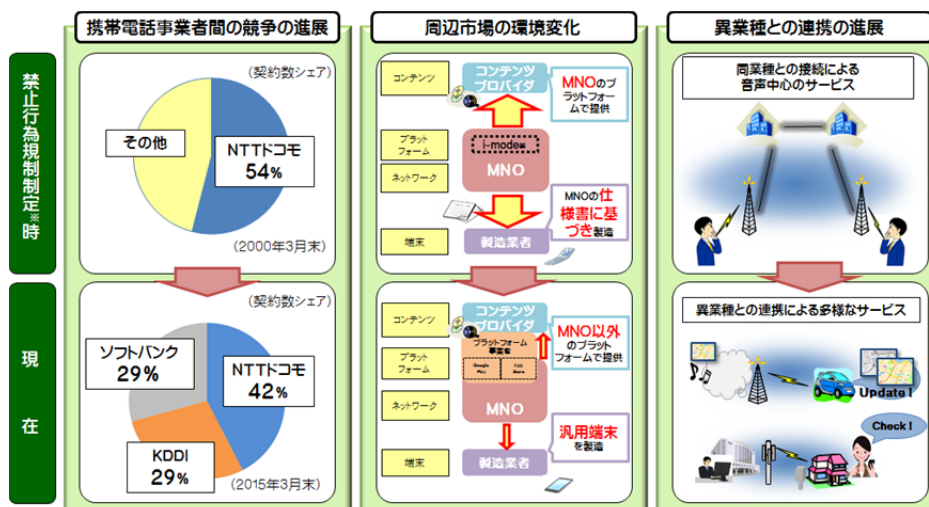 携帯電話事業者間の競争の進展
周辺市場の環境変化
異業種との連携の進展
禁止行為規制制定※時
(契約数シェア)
その他
NTTドコモ
54%
(2000年3月末)
コンテンツ
コンテンツ
プロバイダ
MNOのプ
ラットフォー
ムで提供
プラット
フォーム
i-mode等
MNO
ネットワーク
MNOの仕
様書に基
づき製造
端末
製造業者
同業種との接続による
音声中心のサービス
現在
(契約数シェア)
ソフトバンク
29%
NTTドコモ
42%
KDDI
29%
(2015年3月末)
コンテンツ
コンテンツ
プロバイダ
MNO以外
のプラット
フォームで提供
プラットフォーム
事業者
プラット
フォーム
Google
Play
App
Store
MNO
ネットワーク
汎用端末
を製造
端末
製造業者
異業種との連携による多様なサービス
Update!
Check!